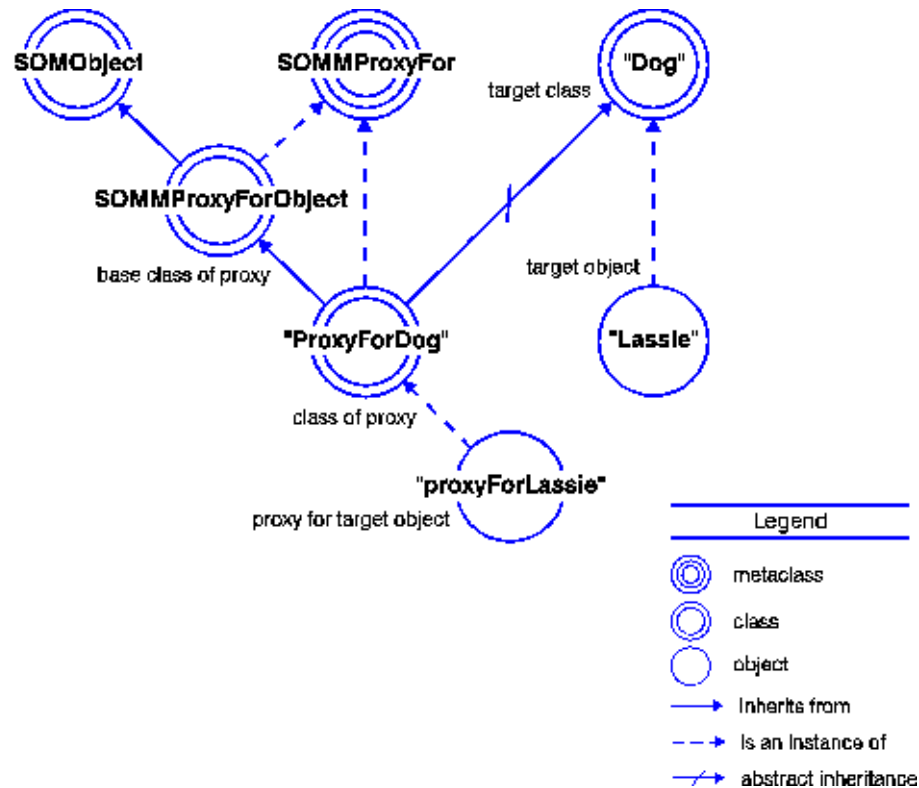 SOMObject
SOMMProxyFor
"Dog"
target class
SOMMProxyForObject
base class of proxy
target object
"ProxyForDog"
"Lassie"
class of proxy
"proxyForLassie"
proxy for target object
Legend
metaclass
class
object
Inherits from
Is an Instance of
abstract inheritance